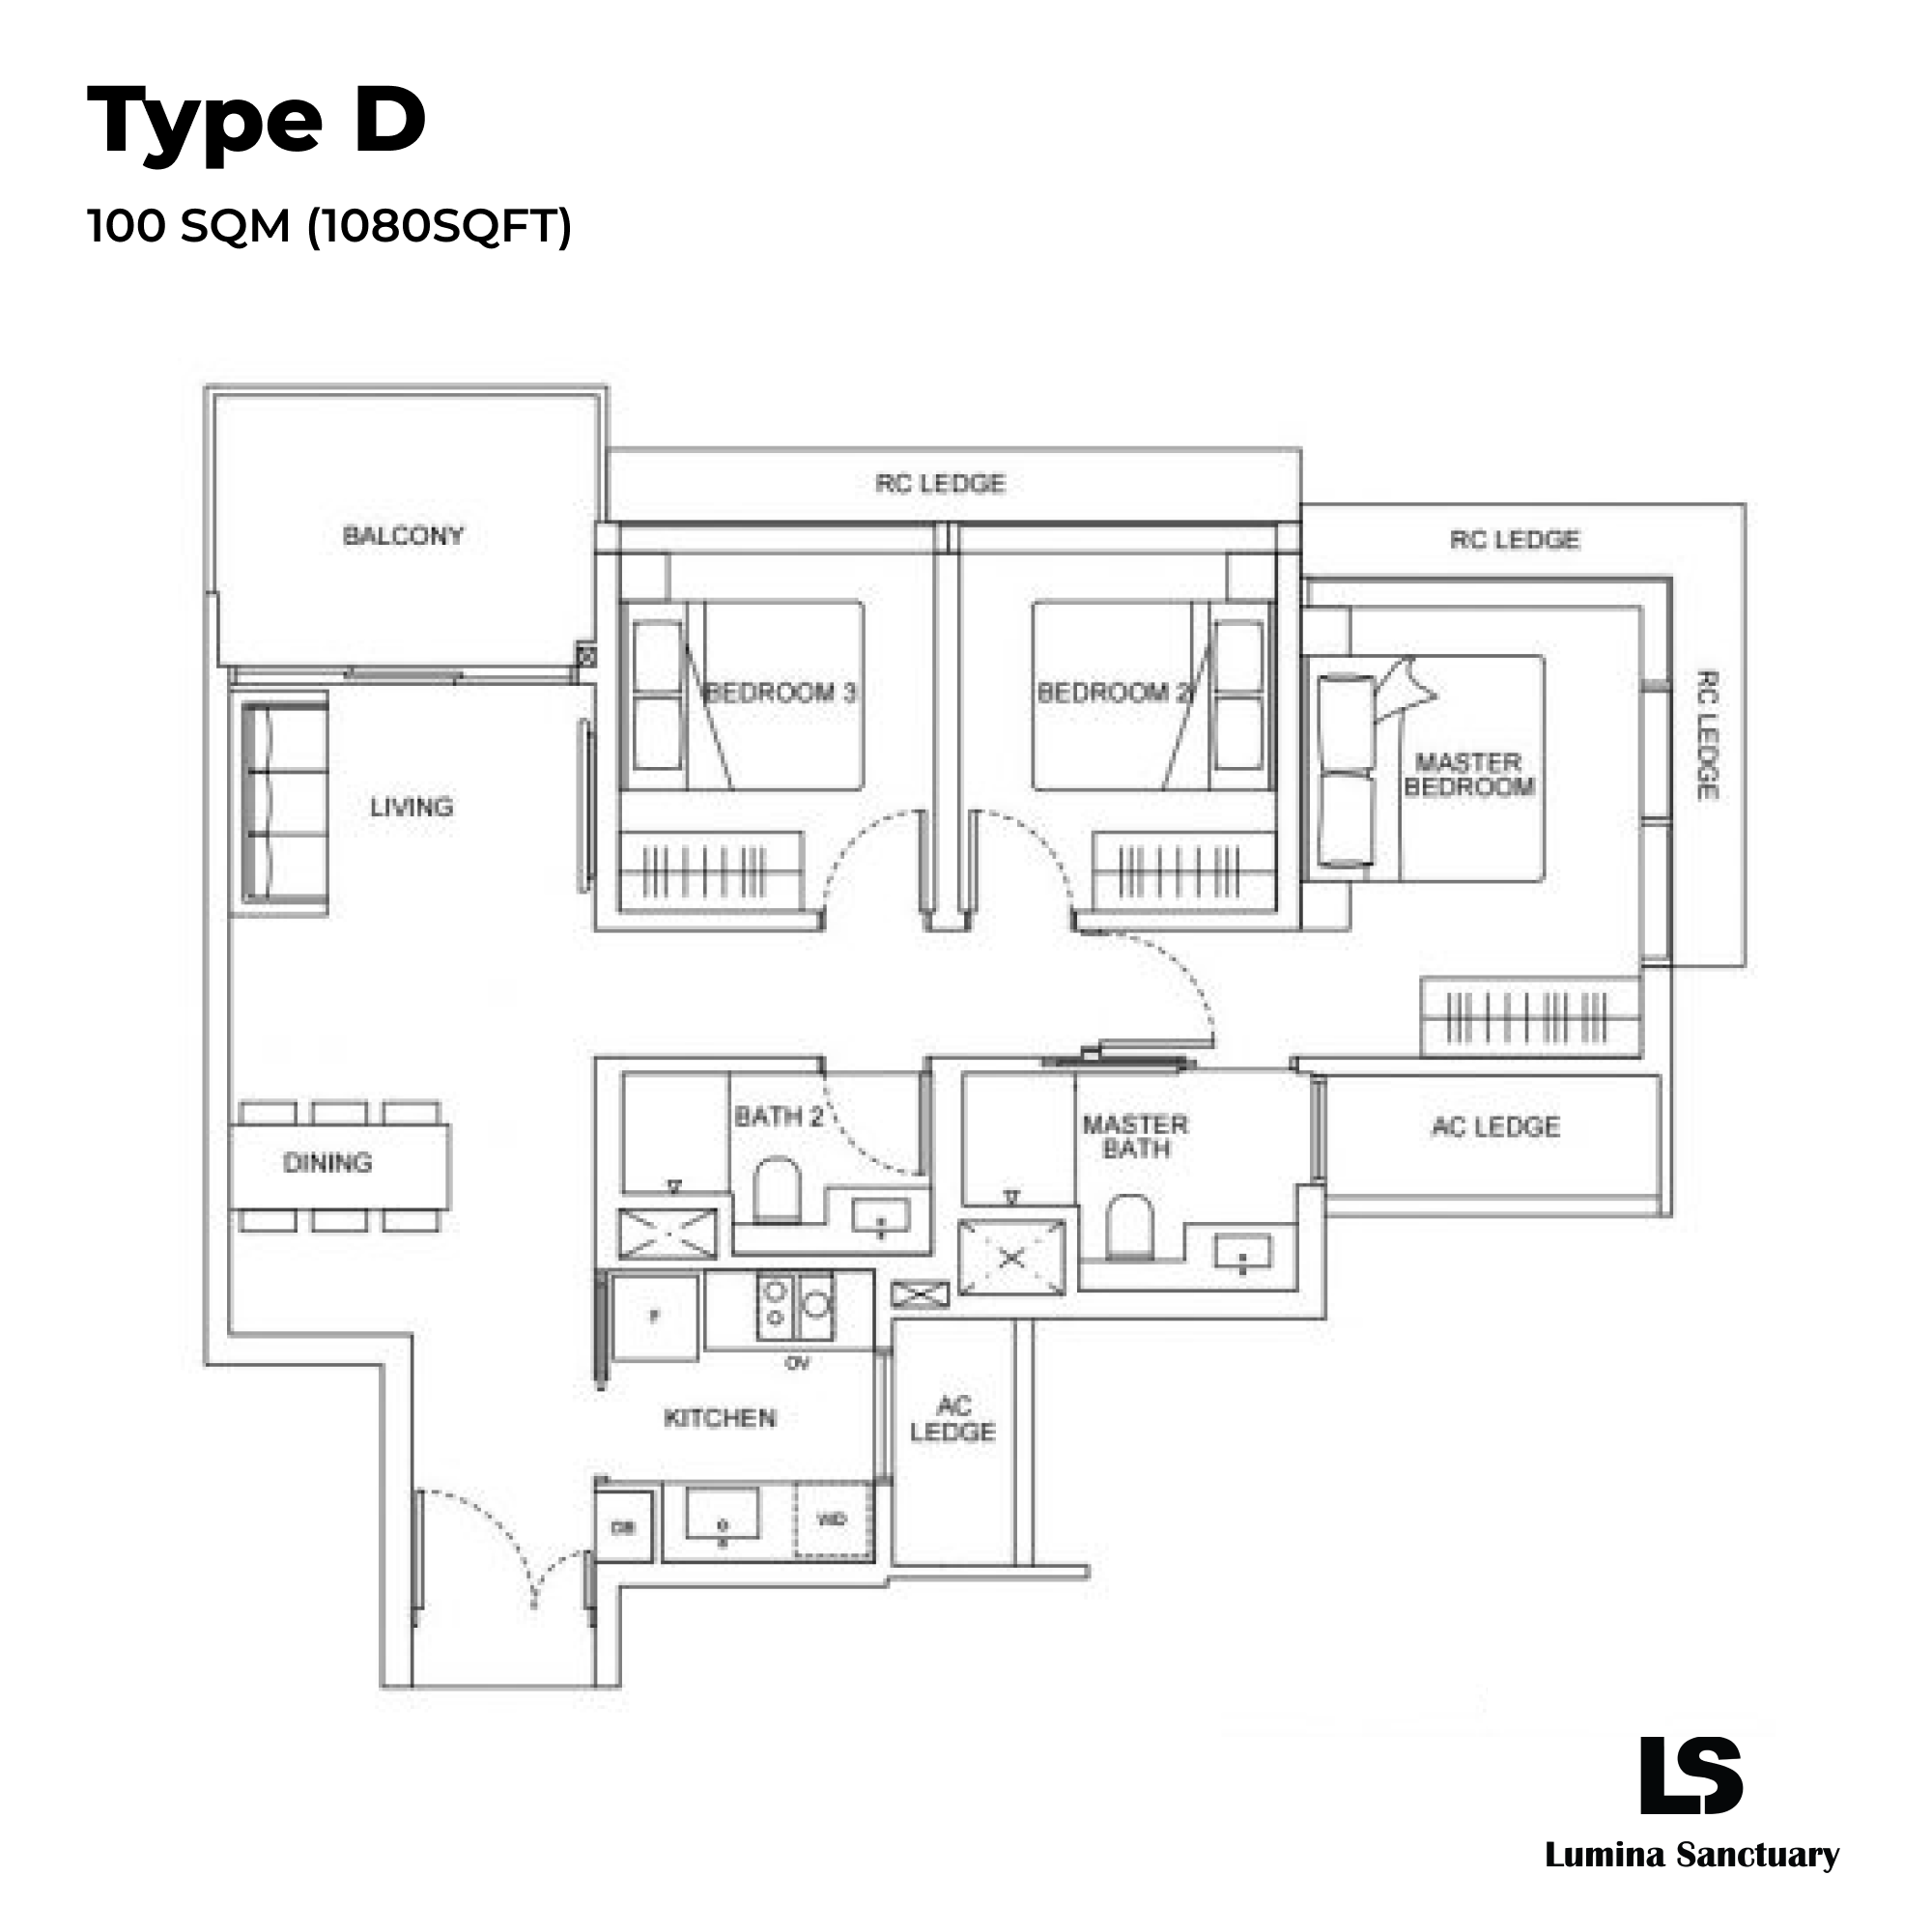 Type D
100 SQM (1080SQFT)
RC LEDGE
BALCONY
RC LEDGE
BEDROOM 3
BEDROOM 2
RC LEDGE
MASTER
BEDROOM
LIVING
BATH 2
MASTER
BATH
AC LEDGE
DINING
F
OV
KITCHEN
AC
LEDGE
DB
WD
LS
Lumina Sanctuary